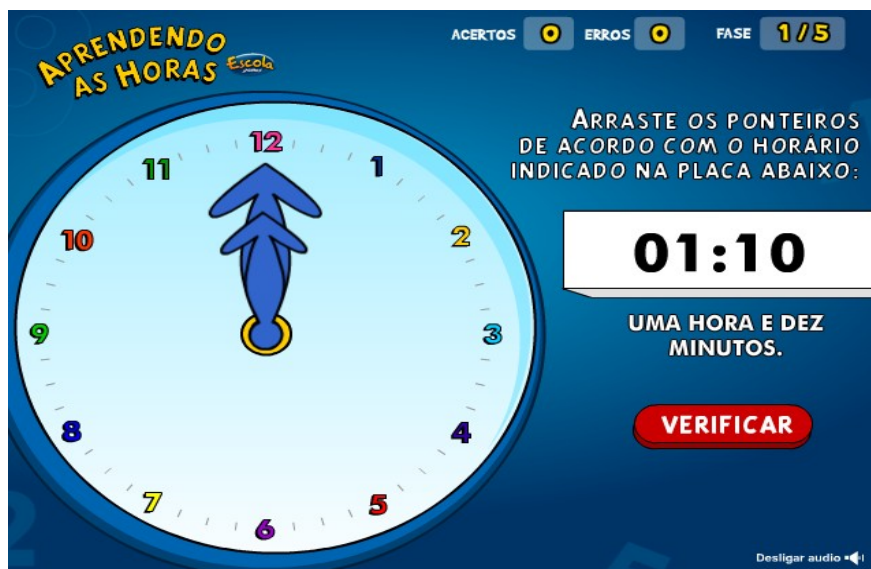 APRENDENDO
AS HORAS
Escola
ACERTOS 0 ERROS 0 FASE 1/5
ARRASTE OS PONTEIROS
DE ACORDO COM O HORÁRIO
INDICADO NA PLACA ABAIXO:
01:10
UMA HORA E DEZ
MINUTOS.
VERIFICAR
12
1
2
3
4
5
6
7
8
9
10
11
Desligar audio